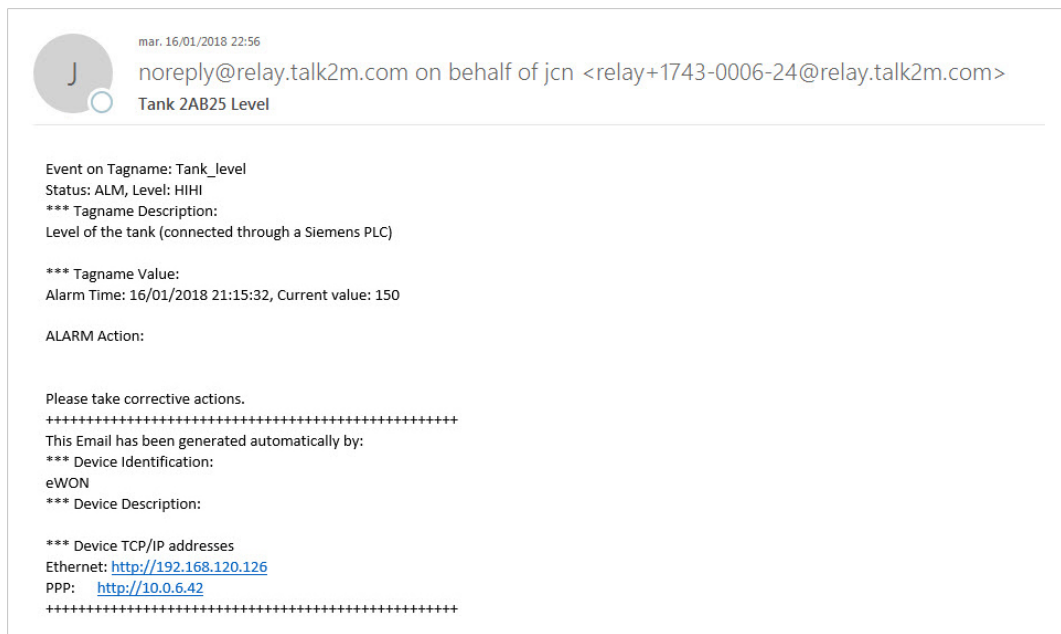 mar. 16/01/2018 22:56
J
noreply@relay.talk2m.com on behalf of jcn <relay+1743-0006-24@relay.talk2m.com>
Tank 2AB25 Level
Event on Tagname: Tank_level
Status: ALM, Level: HIHI
*** Tagname Description:
Level of the tank (connected through a Siemens PLC)
*** Tagname Value:
Alarm Time: 16/01/2018 21:15:32, Current value: 150
ALARM Action:
Please take corrective actions.
+++++++++++++++++++++++++++++++++++++++++++++++++++
This Email has been generated automatically by:
*** Device Identification:
eWON
*** Device Description:
*** Device TCP/IP addresses
Ethernet: http://192.168.120.126
PPP: http://10.0.6.42
+++++++++++++++++++++++++++++++++++++++++++++++++++